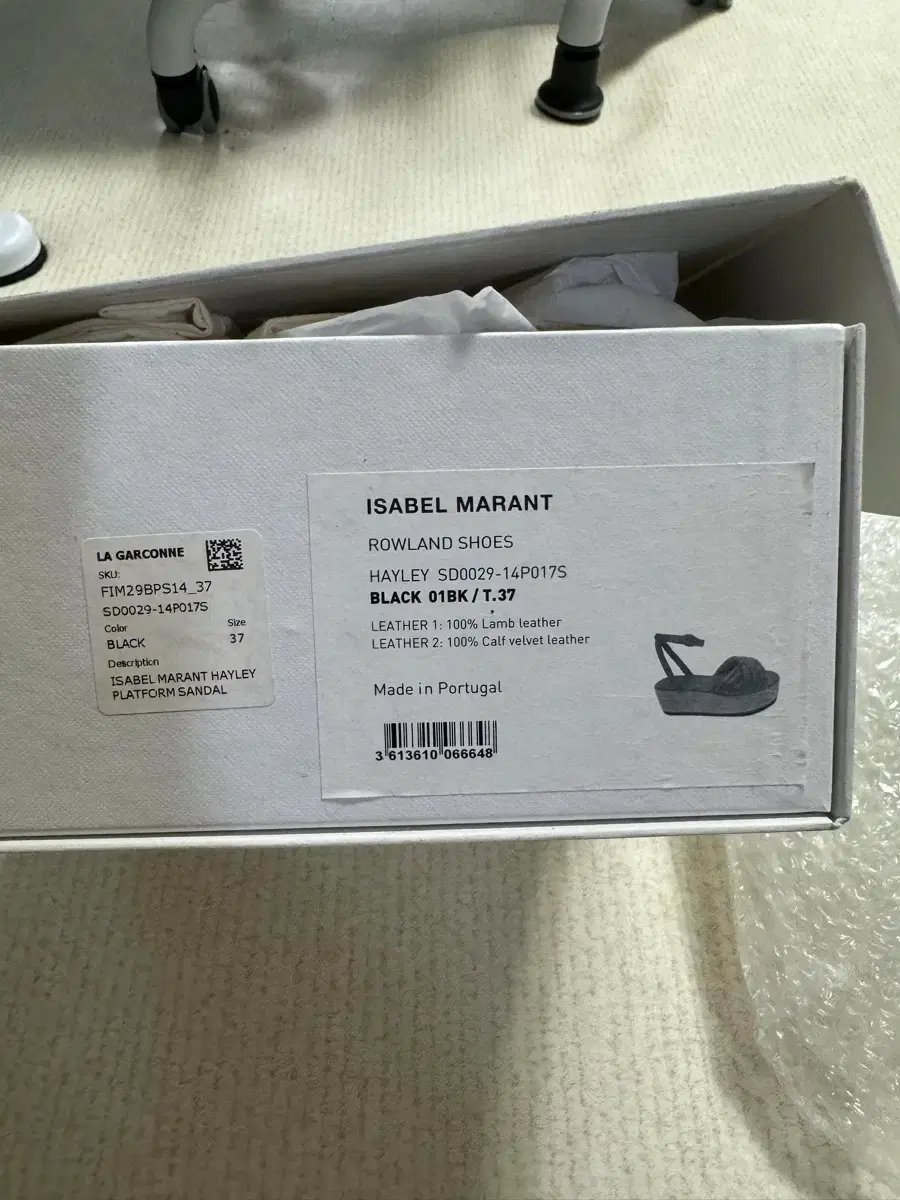 LA GARCONNE
SKU:
FIM29BPS14_37
SD0029-14P017S
Color
Size
BLACK
37
Description
ISABEL MARANT HAYLEY
PLATFORM SANDAL
ISABEL MARANT
ROWLAND SHOES
HAYLEY SD0029-14P017S
BLACK 01BK / T.37
LEATHER 1: 100% Lamb leather
LEATHER 2: 100% Calf velvet leather
Made in Portugal
3 613610 066648